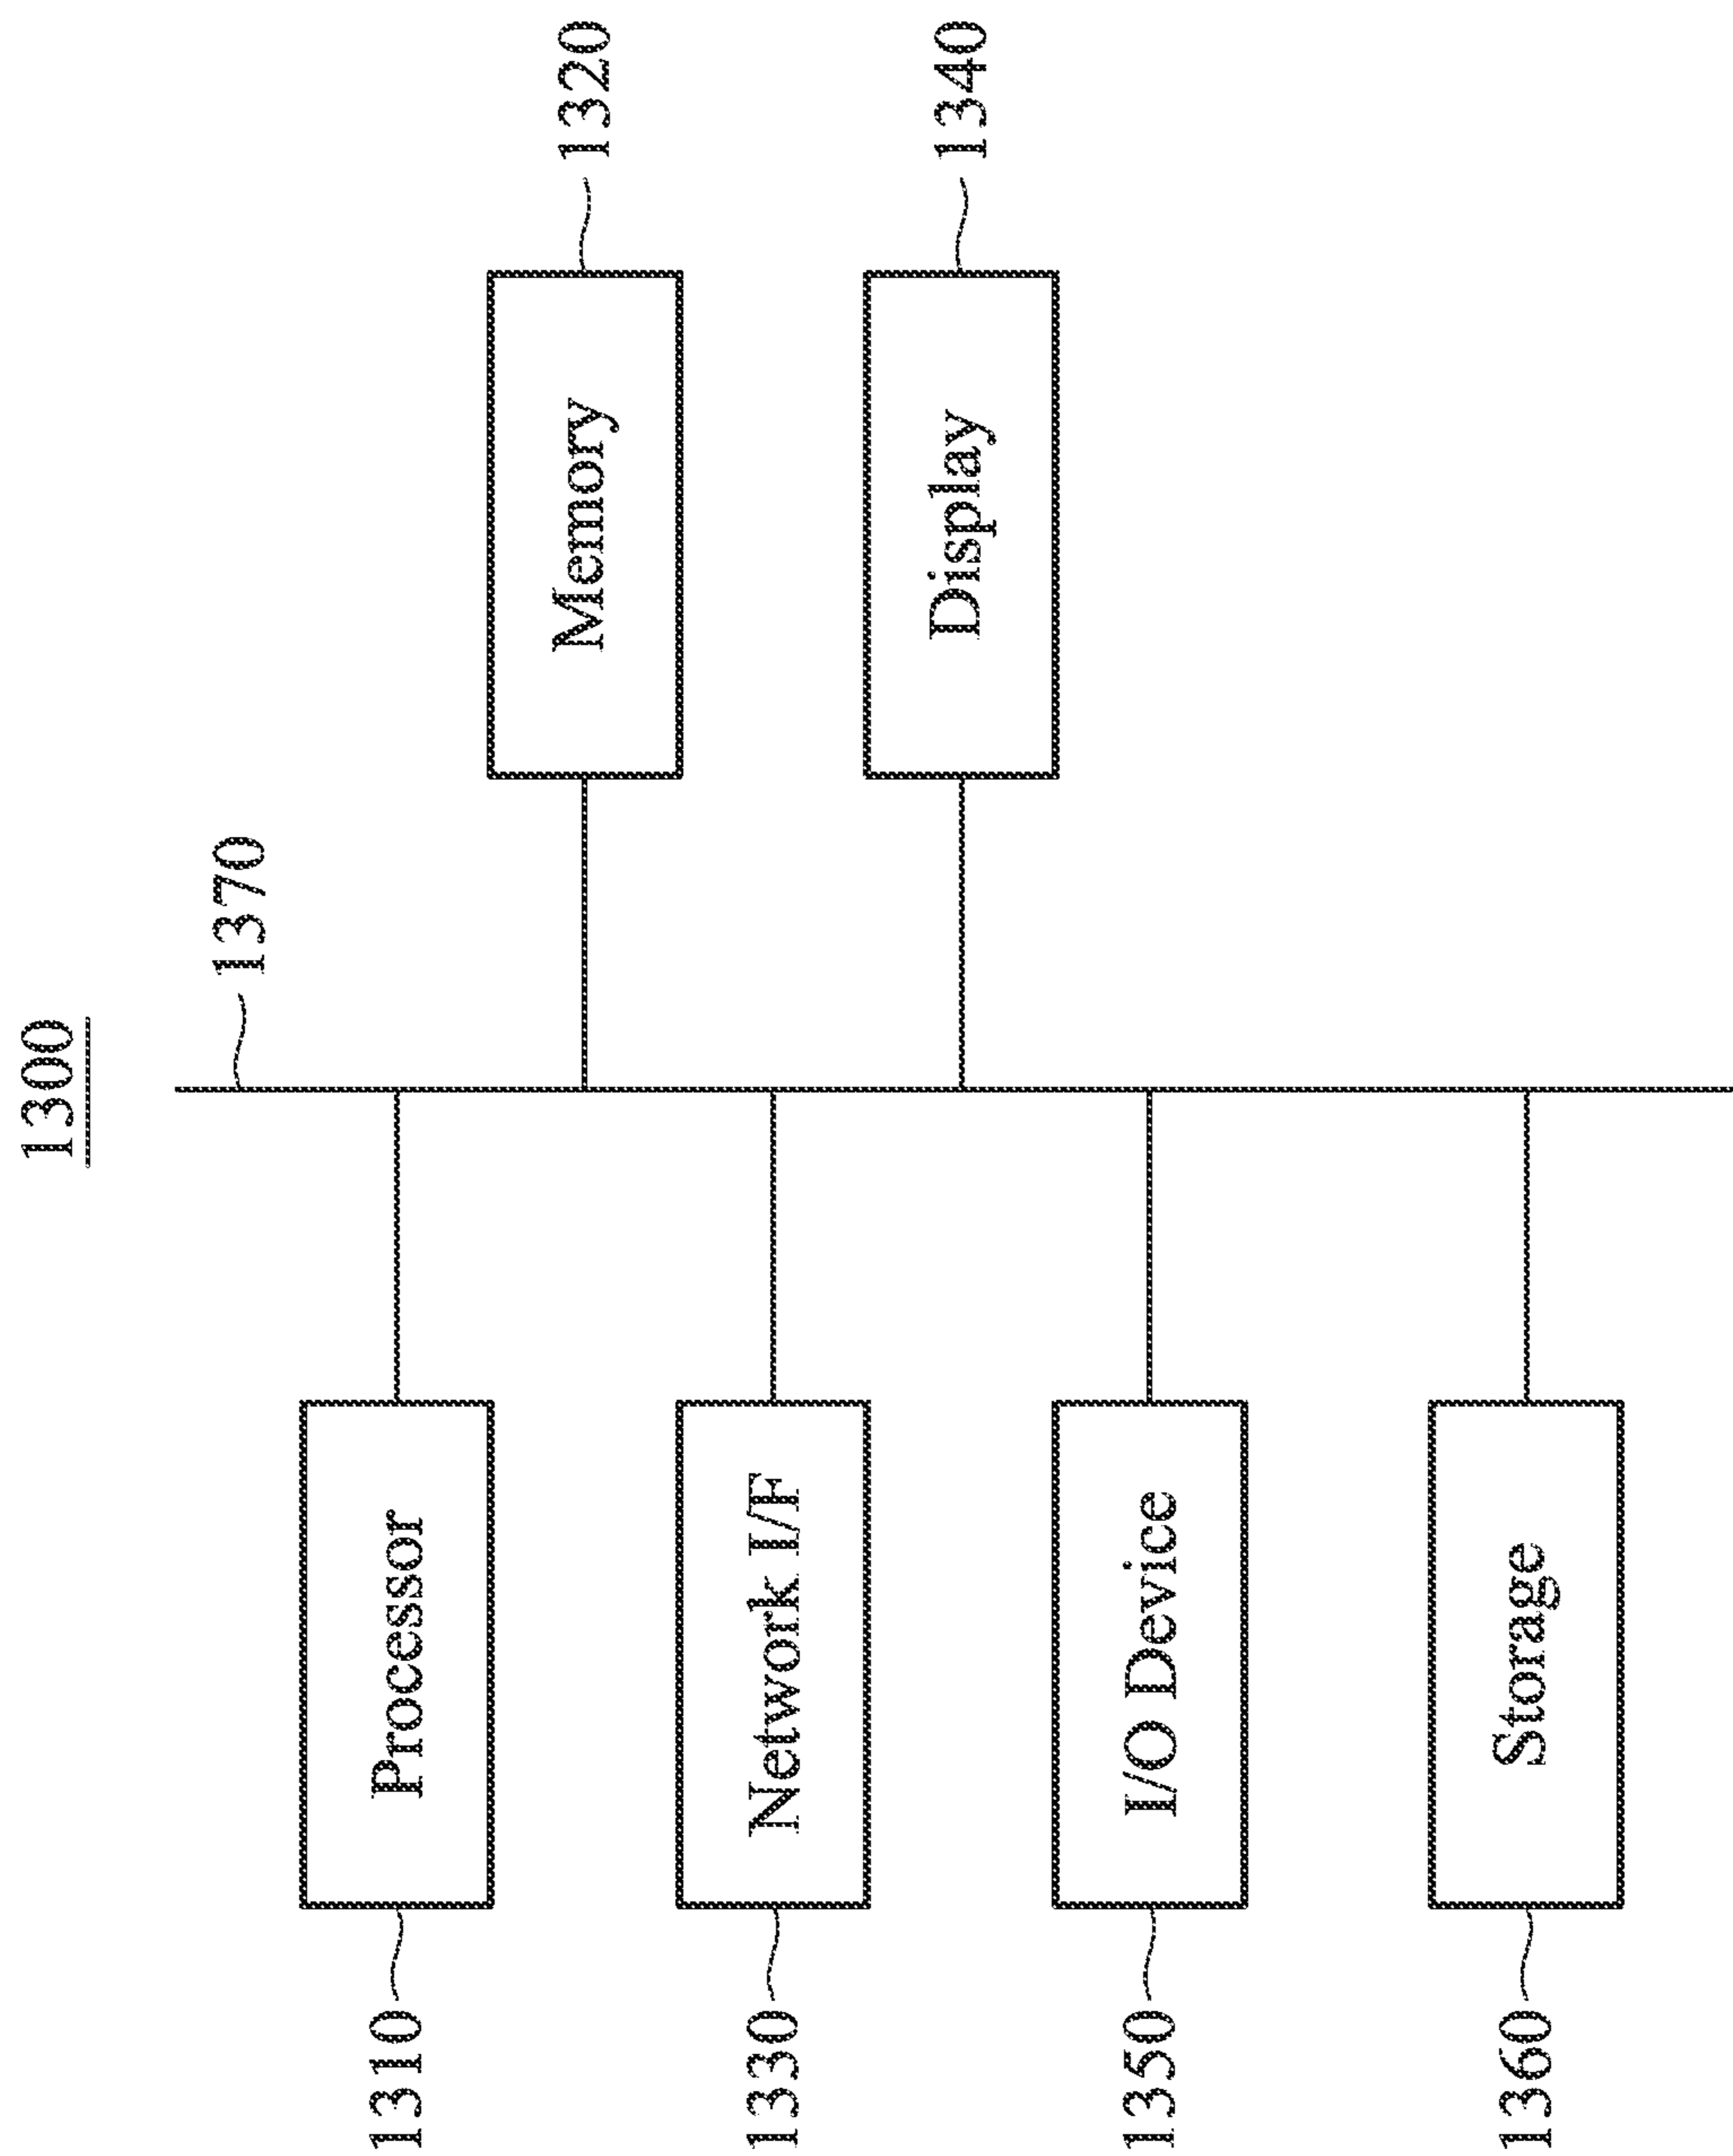 1300
1370
1310 Processor
Memory 1320
1330 Network I/F
Display 1340
1350 I/O Device
1360 Storage